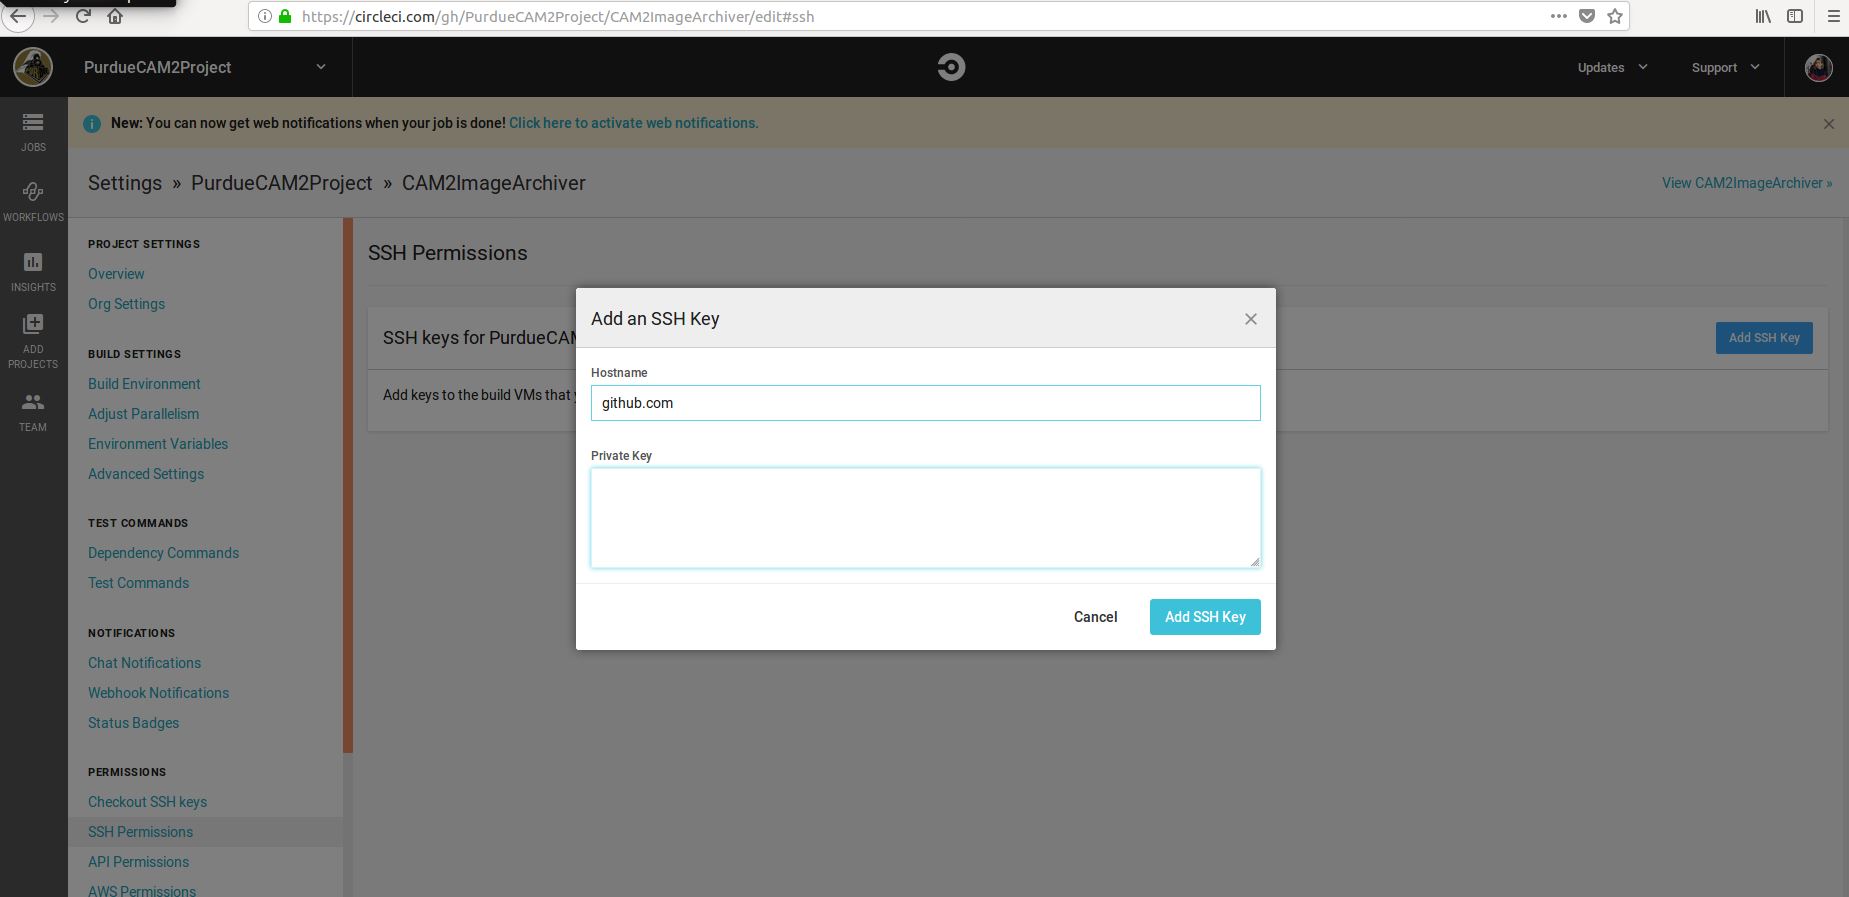 https://circleci.com/gh/PurdueCAM2Project/CAM2ImageArchiver/edit#ssh
PurdueCAM2Project
Updates
Support
New: You can now get web notifications when your job is done! Click here to activate web notifications.
JOBS
WORKFLOWS
INSIGHTS
ADD
PROJECTS
TEAM
Settings » PurdueCAM2Project » CAM2ImageArchiver
View CAM2ImageArchiver »
PROJECT SETTINGS
Overview
Org Settings
BUILD SETTINGS
Build Environment
Adjust Parallelism
Environment Variables
Advanced Settings
TEST COMMANDS
Dependency Commands
Test Commands
NOTIFICATIONS
Chat Notifications
Webhook Notifications
Status Badges
PERMISSIONS
Checkout SSH keys
SSH Permissions
API Permissions
AWS Permissions
SSH Permissions
SSH keys for PurdueCAM
Add SSH Key
Add keys to the build VMs that
Add an SSH Key
Hostname
github.com
Private Key
Cancel
Add SSH Key